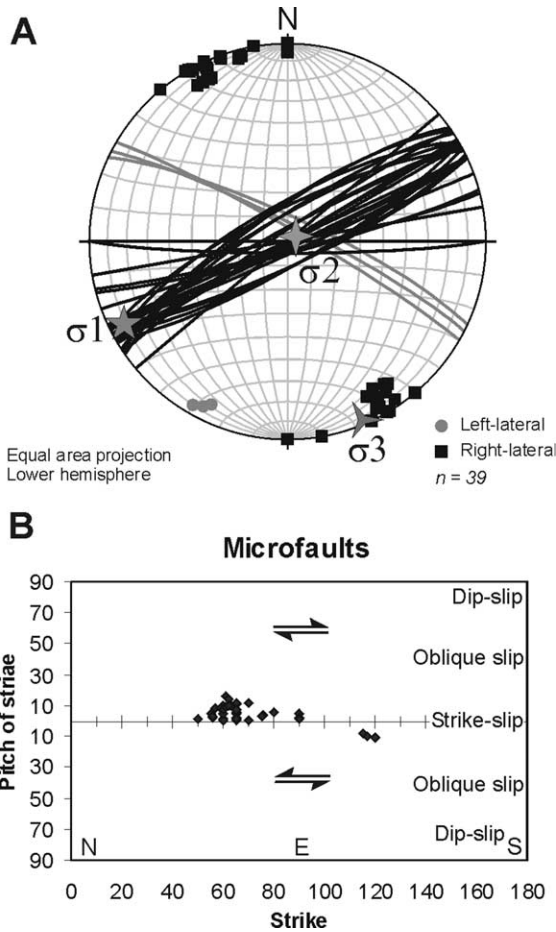 A
N
σ1
σ2
σ3
Left-lateral
Right-lateral
n = 39
Equal area projection
Lower hemisphere
B
Microfaults
Pitch of striae
90
70
50
30
10
10
30
50
70
90
Dip-slip
Oblique slip
Strike-slip
Oblique slip
Dip-slip
N
E
S
0 20 40 60 80 100 120 140 160 180
Strike